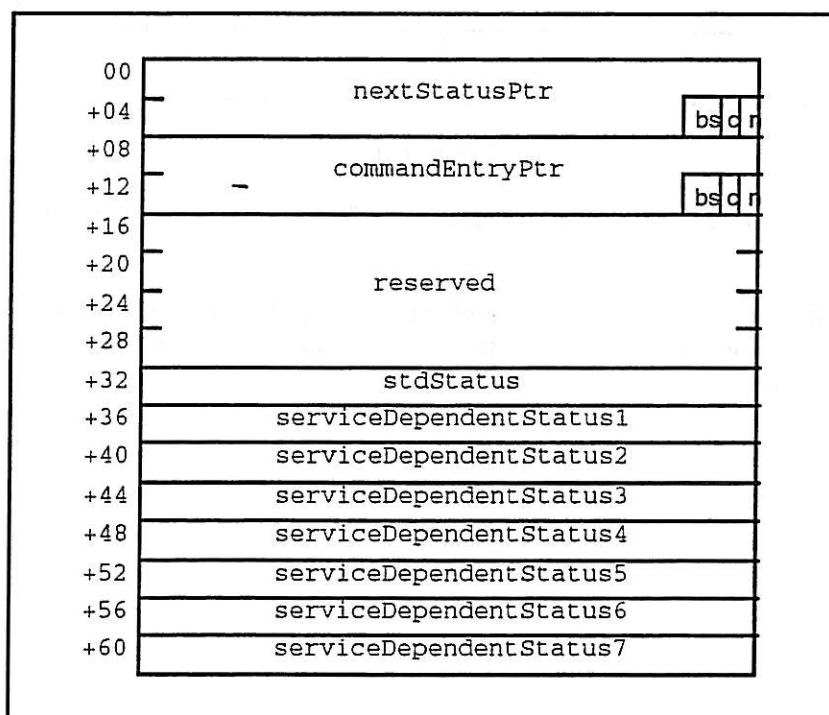 00
nextStatusPtr
+04 bs c n
+08
commandEntryPtr
+12 bs c n
+16
+20
reserved
+24
+28
+32 stdStatus
+36 serviceDependentStatus1
+40 serviceDependentStatus2
+44 serviceDependentStatus3
+48 serviceDependentStatus4
+52 serviceDependentStatus5
+56 serviceDependentStatus6
+60 serviceDependentStatus7